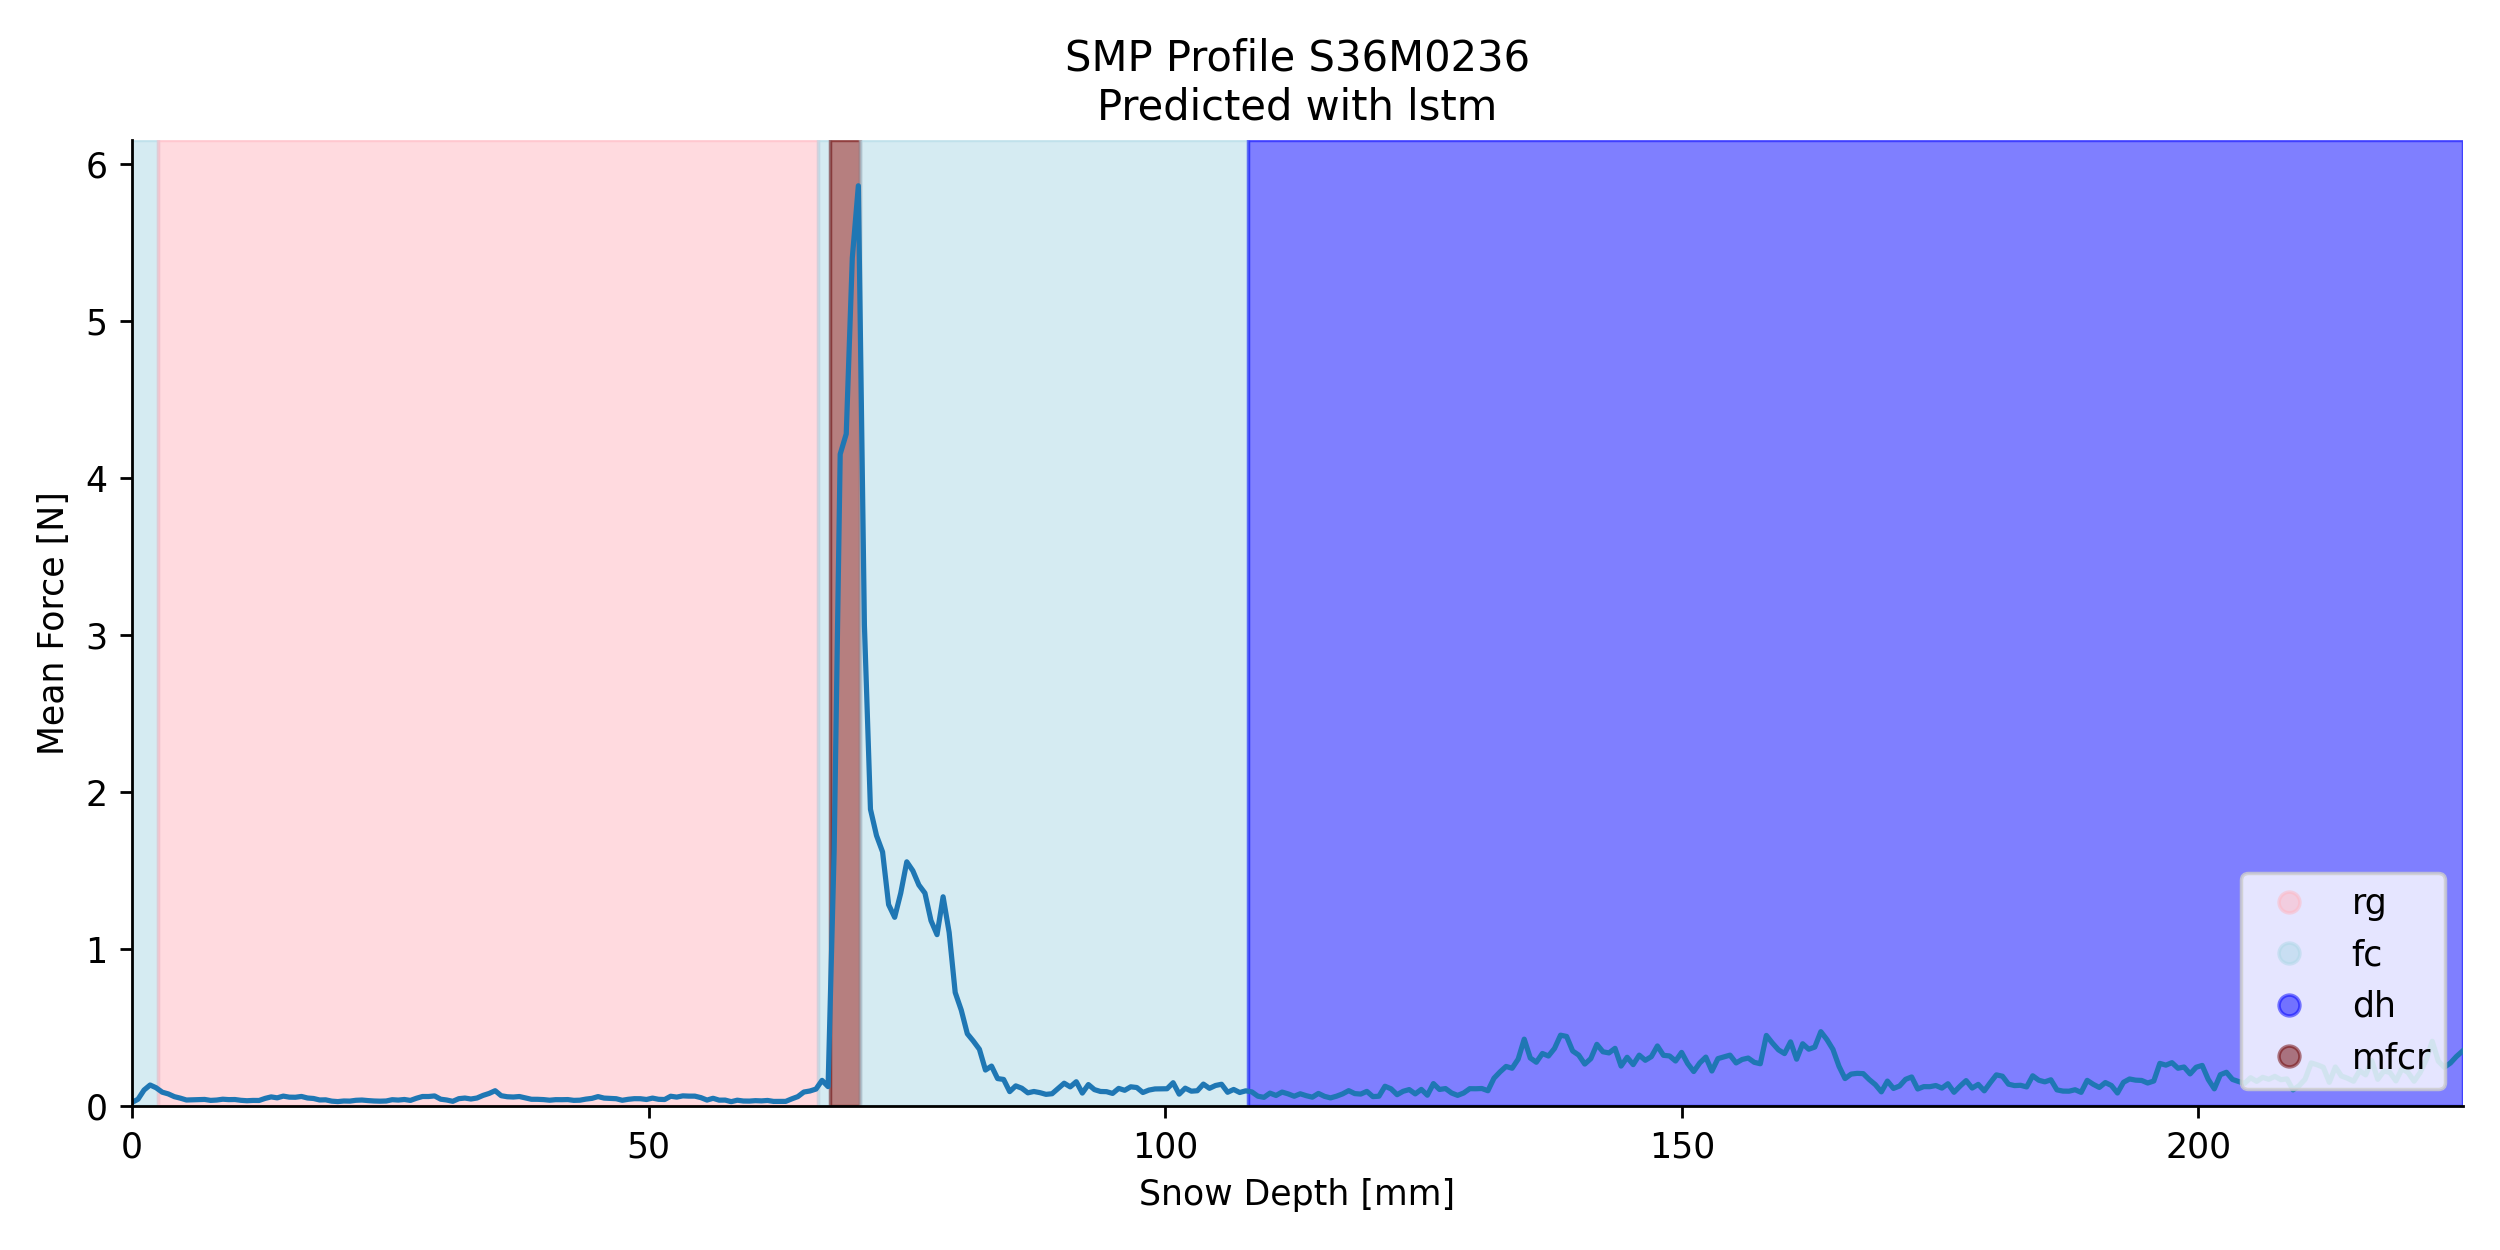 SMP Profile S36M0236
Predicted with lstm
6
5
4
3
2
1
0
Mean Force [N]
0 50 100 150 200
Snow Depth [mm]
rg
fc
dh
mfcr